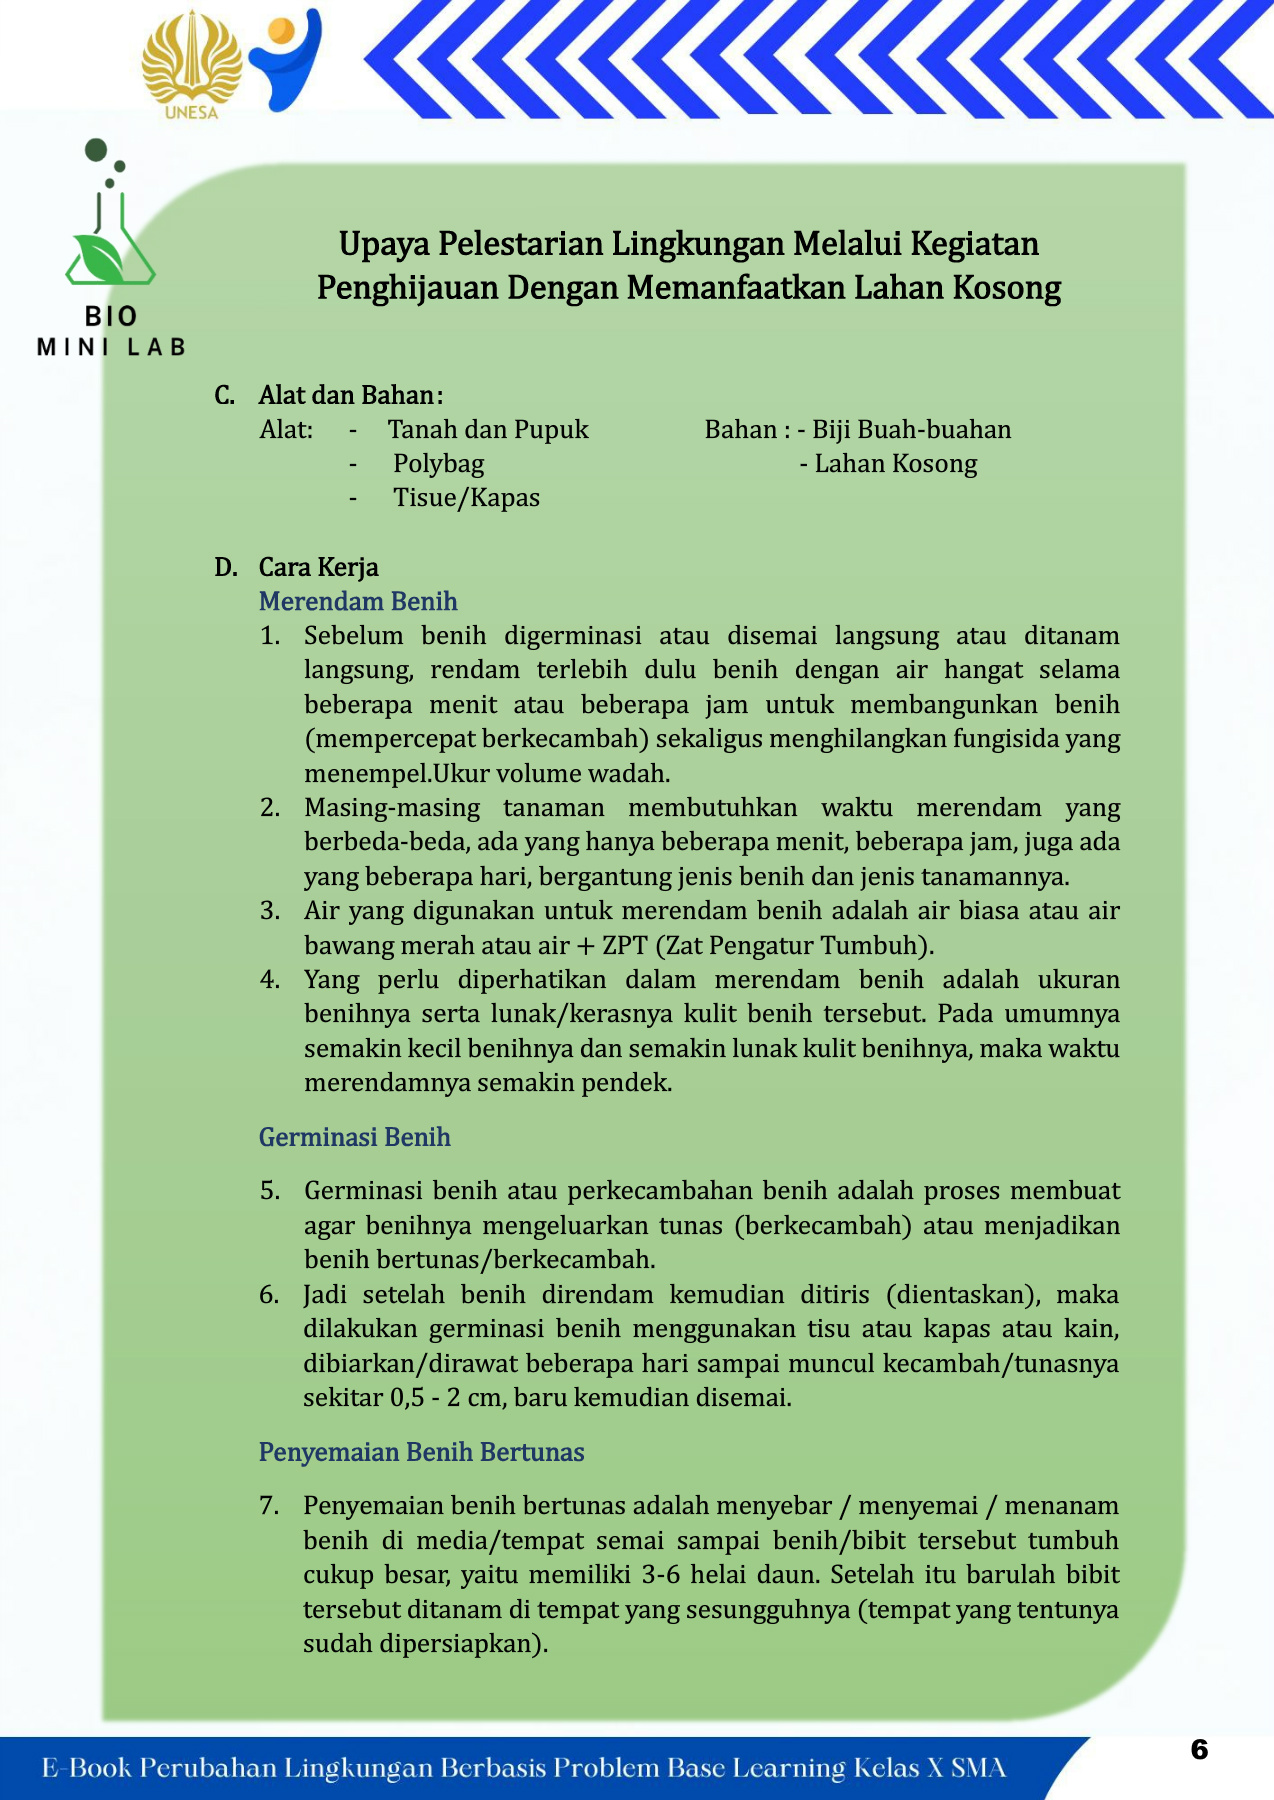 UNESA
BIO
MINI LAB
Upaya Pelestarian Lingkungan Melalui Kegiatan
Penghijauan Dengan Memanfaatkan Lahan Kosong
C. Alat dan Bahan:
Alat: - Tanah dan Pupuk Bahan : - Biji Buah-buahan
- Polybag - Lahan Kosong
- Tisue/Kapas
D. Cara Kerja
Merendam Benih
1. Sebelum benih digerminasi atau disemai langsung atau ditanam
langsung, rendam terlebih dulu benih dengan air hangat selama
beberapa menit atau beberapa jam untuk membangunkan benih
(mempercepat berkecambah) sekaligus menghilangkan fungisida yang
menempel.Ukur volume wadah.
2. Masing-masing tanaman membutuhkan waktu merendam yang
berbeda-beda, ada yang hanya beberapa menit, beberapa jam, juga ada
yang beberapa hari, bergantung jenis benih dan jenis tanamannya.
3. Air yang digunakan untuk merendam benih adalah air biasa atau air
bawang merah atau air + ZPT (Zat Pengatur Tumbuh).
4. Yang perlu diperhatikan dalam merendam benih adalah ukuran
benihnya serta lunak/kerasnya kulit benih tersebut. Pada umumnya
semakin kecil benihnya dan semakin lunak kulit benihnya, maka waktu
merendamnya semakin pendek.
Germinasi Benih
5. Germinasi benih atau perkecambahan benih adalah proses membuat
agar benihnya mengeluarkan tunas (berkecambah) atau menjadikan
benih bertunas/berkecambah.
6. Jadi setelah benih direndam kemudian ditiris (dientaskan), maka
dilakukan germinasi benih menggunakan tisu atau kapas atau kain,
dibiarkan/dirawat beberapa hari sampai muncul kecambah/tunasnya
sekitar 0,5 - 2 cm, baru kemudian disemai.
Penyemaian Benih Bertunas
7. Penyemaian benih bertunas adalah menyebar / menyemai / menanam
benih di media/tempat semai sampai benih/bibit tersebut tumbuh
cukup besar, yaitu memiliki 3-6 helai daun. Setelah itu barulah bibit
tersebut ditanam di tempat yang sesungguhnya (tempat yang tentunya
sudah dipersiapkan).
E-Book Perubahan Lingkungan Berbasis Problem Base Learning Kelas X SMA
6